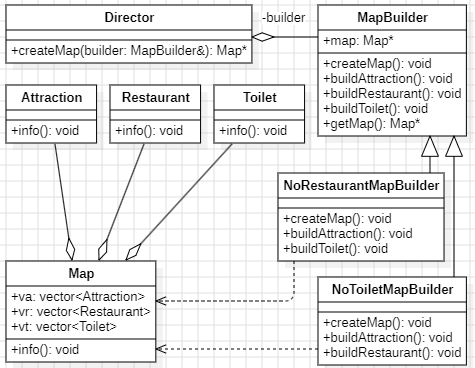 Director
+createMap(builder: MapBuilder&): Map*
-builder
MapBuilder
+map: Map*
+createMap(): void
+buildAttraction(): void
+buildRestaurant(): void
+buildToilet(): void
+getMap(): Map*
Attraction
+info(): void
Restaurant
+info(): void
Toilet
+info(): void
NoRestaurantMapBuilder
+createMap(): void
+buildAttraction(): void
+buildToilet(): void
Map
+va: vector<Attraction>
+vr: vector<Restaurant>
+vt: vector<Toilet>
+info(): void
NoToiletMapBuilder
+createMap(): void
+buildAttraction(): void
+buildRestaurant(): void